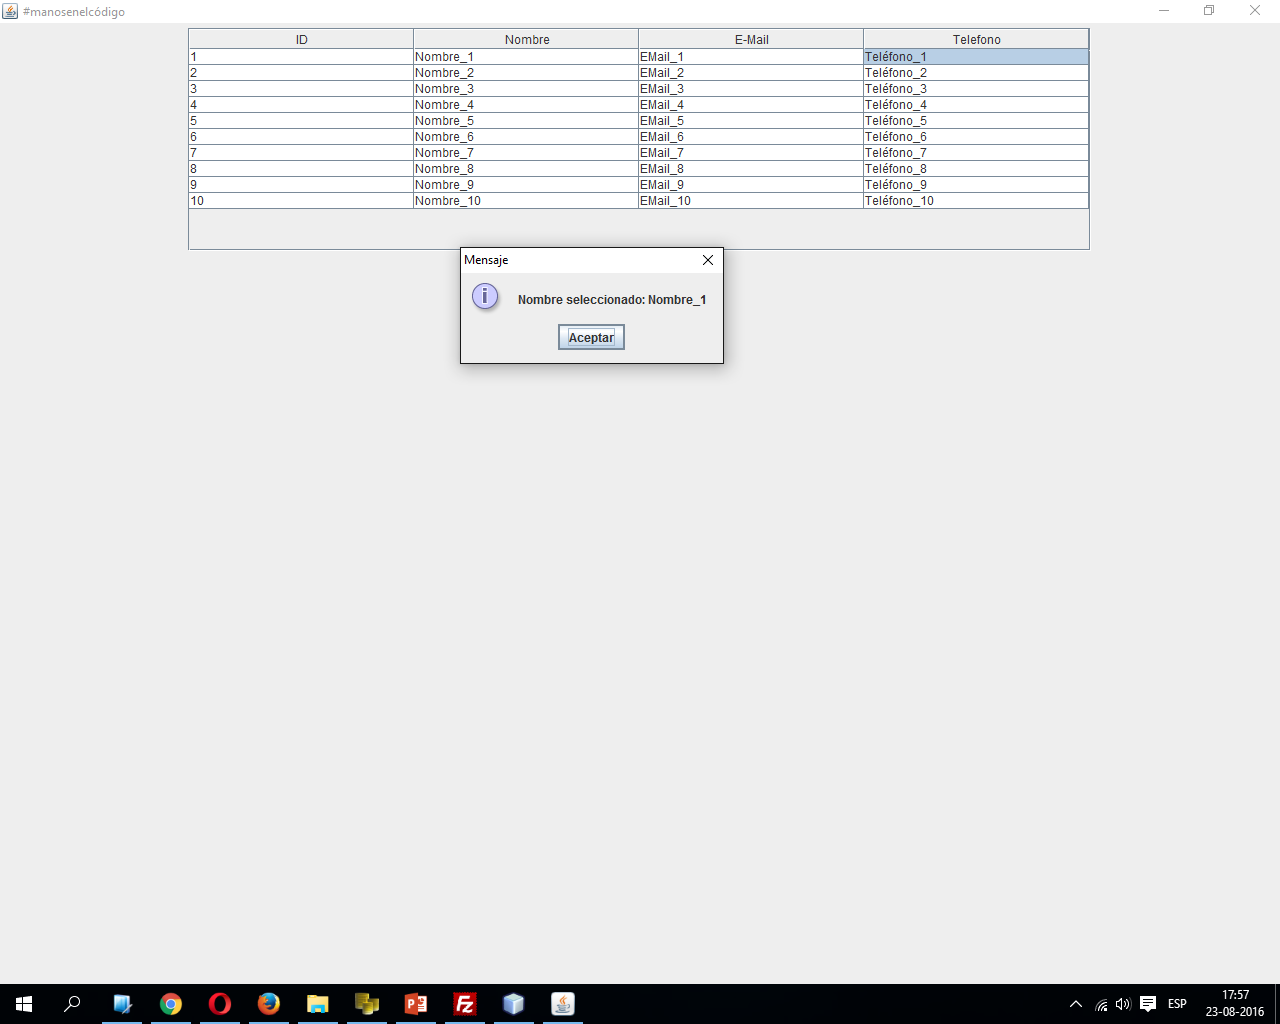 #manosenelcódigo
ID Nombre E-Mail Telefono
1 Nombre_1 EMail_1 Teléfono_1
2 Nombre_2 EMail_2 Teléfono_2
3 Nombre_3 EMail_3 Teléfono_3
4 Nombre_4 EMail_4 Teléfono_4
5 Nombre_5 EMail_5 Teléfono_5
6 Nombre_6 EMail_6 Teléfono_6
7 Nombre_7 EMail_7 Teléfono_7
8 Nombre_8 EMail_8 Teléfono_8
9 Nombre_9 EMail_9 Teléfono_9
10 Nombre_10 EMail_10 Teléfono_10
Mensaje
Nombre seleccionado: Nombre_1
Aceptar
ESP
17:57
23-08-2016